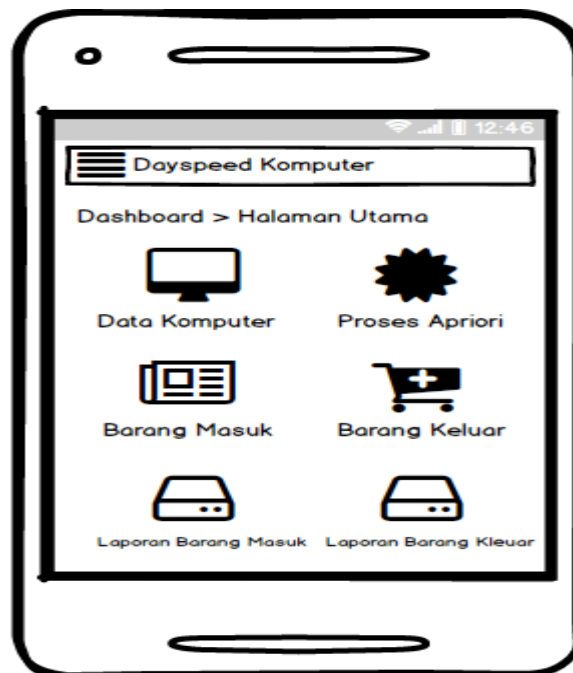 12:46
Dayspeed Komputer
Dashboard > Halaman Utama
Data Komputer Proses Apriori
Barang Masuk Barang Keluar
Laporan Barang Masuk Laporan Barang Kleuar